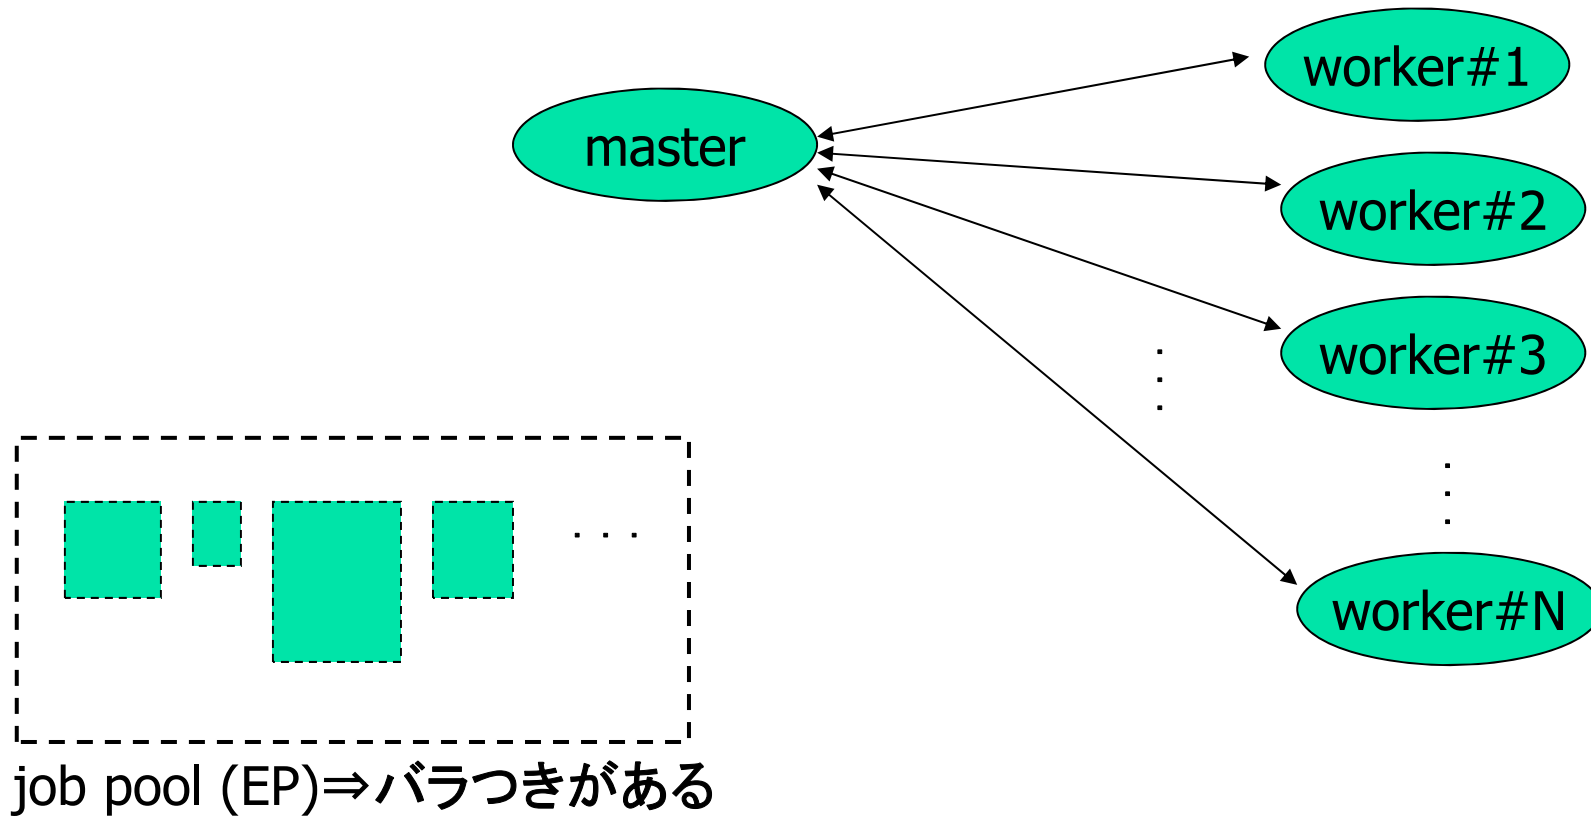 worker#1
master
worker#2
worker#3
worker#N
job pool (EP)⇒バラつきがある